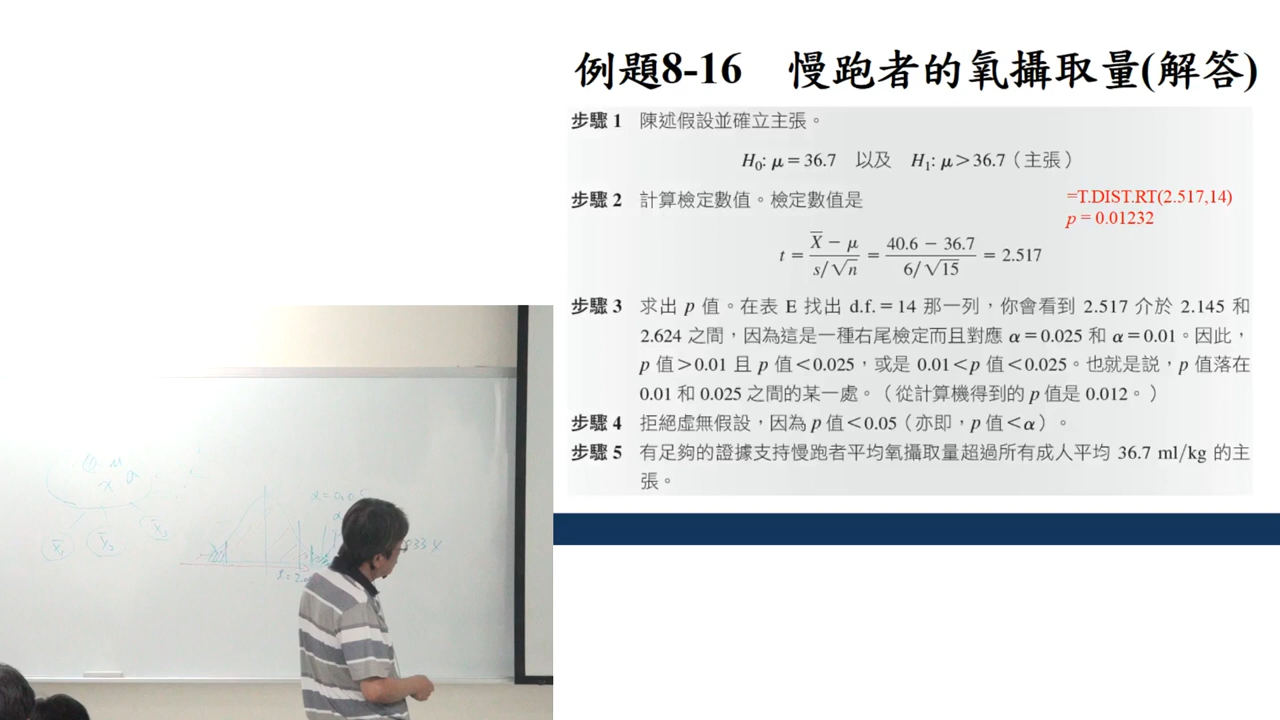 例題8-16 慢跑者的氧攝取量(解答)
步驟 1 陳述假設並確立主張。
H₀: μ = 36.7 以及 H₁: μ > 36.7（主張）
步驟 2 計算檢定數值。檢定數值是
=T.DIST.RT(2.517,14)
p = 0.01232
t = (X̄ − μ)/(s/√n) = (40.6 − 36.7)/(6/√15) = 2.517
步驟 3 求出 p 值。在表 E 找出 d.f. = 14 那一列，你會看到 2.517 介於 2.145 和
2.624 之間，因為這是一種右尾檢定而且對應 α = 0.025 和 α = 0.01。因此，
p 值 > 0.01 且 p 值 < 0.025，或是 0.01 < p 值 < 0.025。也就是説，p 值落在
0.01 和 0.025 之間的某一處。（從計算機得到的 p 值是 0.012。）
步驟 4 拒絕虛無假設，因為 p 值 < 0.05（亦即，p 值 < α）。
步驟 5 有足夠的證據支持慢跑者平均氧攝取量超過所有成人平均 36.7 ml/kg 的主
張。